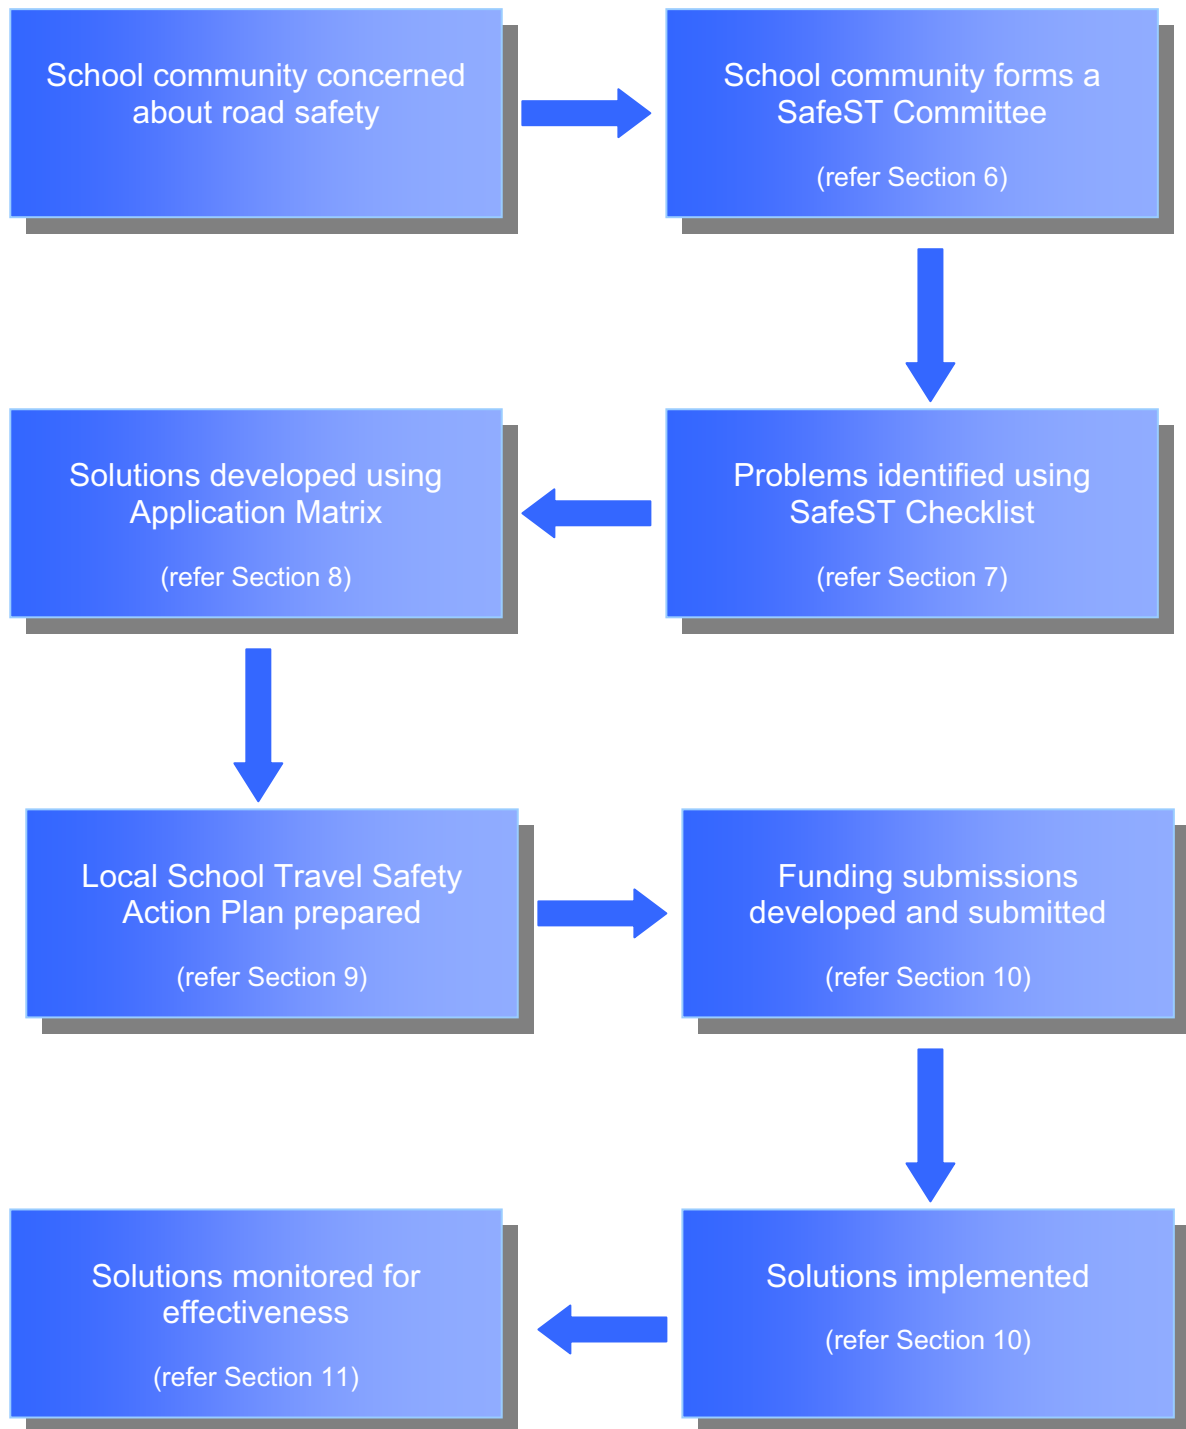 School community concerned
about road safety
School community forms a
SafeST Committee
(refer Section 6)
Problems identified using
SafeST Checklist
(refer Section 7)
Solutions developed using
Application Matrix
(refer Section 8)
Local School Travel Safety
Action Plan prepared
(refer Section 9)
Funding submissions
developed and submitted
(refer Section 10)
Solutions implemented
(refer Section 10)
Solutions monitored for
effectiveness
(refer Section 11)